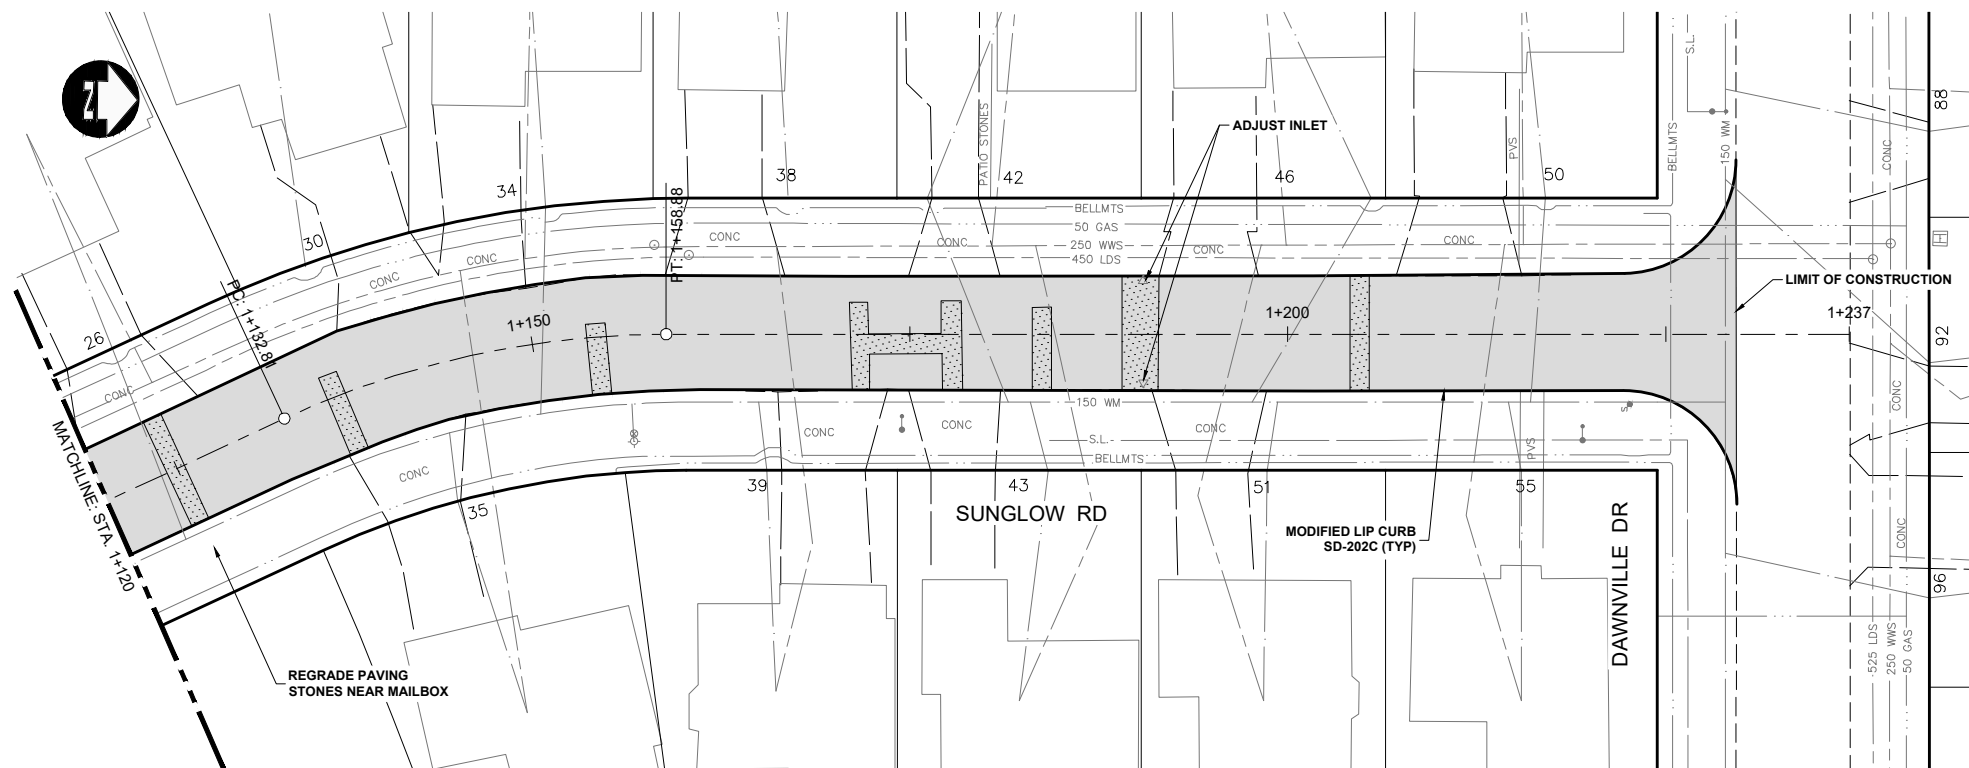 N
ADJUST INLET
LIMIT OF CONSTRUCTION
MODIFIED LIP CURB
SD-202C (TYP)
REGRADE PAVING
STONES NEAR MAILBOX
MATCHLINE: STA. 1+120
PC: 1+132.81
PT: 1+158.88
1+150
1+200
1+237
SUNGLOW RD
DAWNVILLE DR
26
30
34
38
42
46
50
35
39
43
51
55
88
92
96
PATIO STONES
PVS
S.L.
BELLMTS
150 WM
CONC
H
BELLMTS
50 GAS
250 WWS
450 LDS
CONC
CONC
CONC
CONC
CONC
CONC
CONC
150 WM
CONC
CONC
CONC
CONC
S.L.
BELLMTS
PVS
S
CONC
CONC
525 LDS
250 WWS
50 GAS